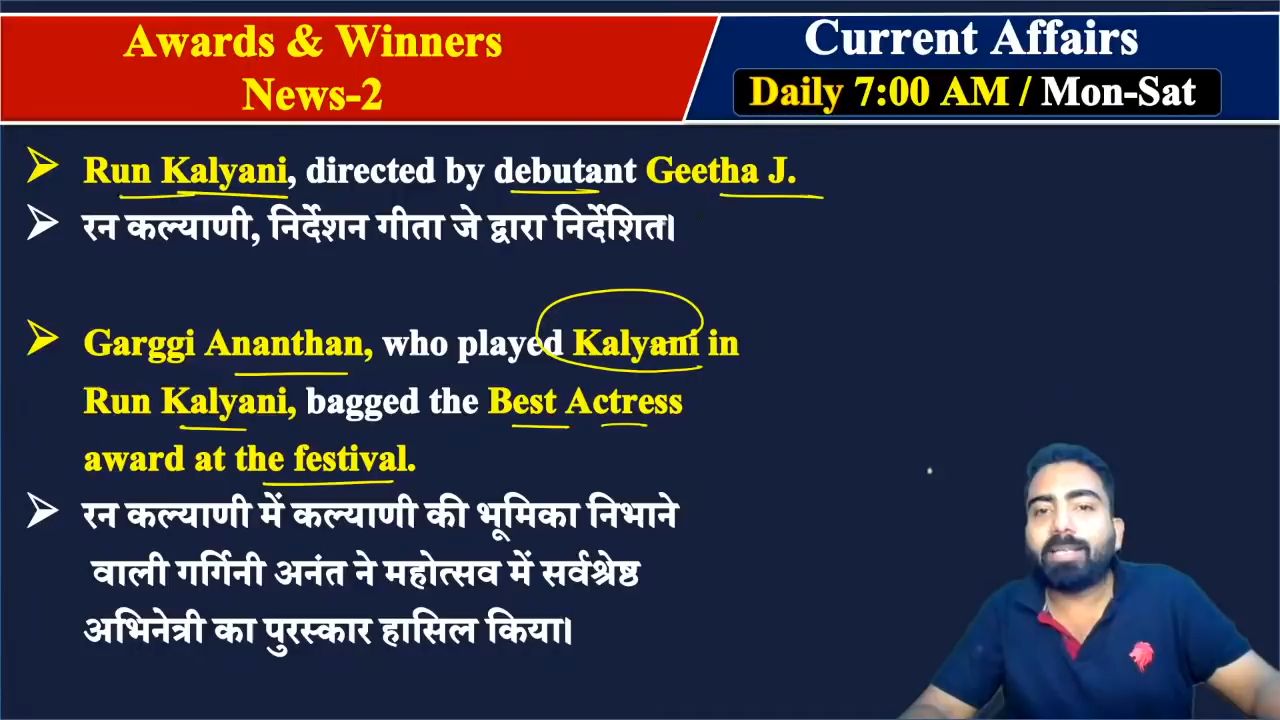 Awards & Winners
News-2
Current Affairs
Daily 7:00 AM / Mon-Sat
Run Kalyani, directed by debutant Geetha J.
रन कल्याणी, निर्देशन गीता जे द्वारा निर्देशित।
Garggi Ananthan, who played Kalyani in
Run Kalyani, bagged the Best Actress
award at the festival.
रन कल्याणी में कल्याणी की भूमिका निभाने
वाली गर्गिनी अनंत ने महोत्सव में सर्वश्रेष्ठ
अभिनेत्री का पुरस्कार हासिल किया।